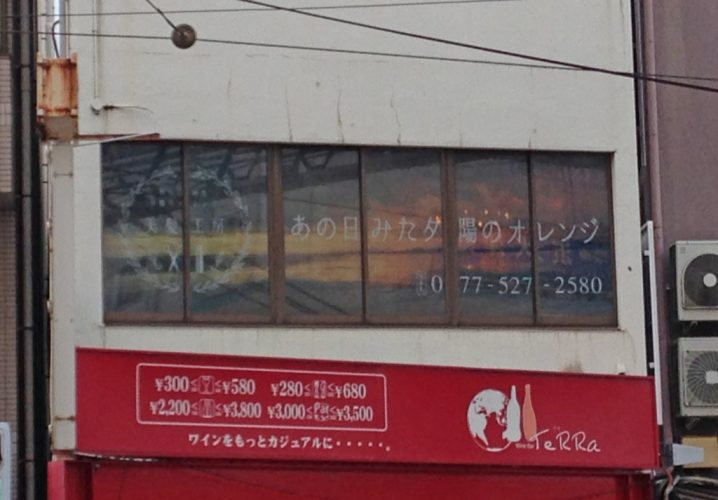 XI
あの日みた夕陽のオレンジ
077-527-2580
¥300≦ ≦¥580 ¥280≦ ≦¥680
¥2,200≦ ≦¥3,800 ¥3,000≦ ≦¥3,500
ワインをもっとカジュアルに・・・・・。
TeRRa